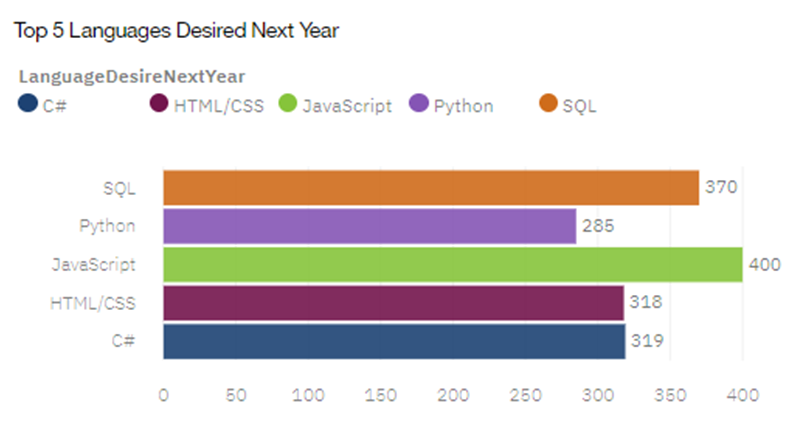 Top 5 Languages Desired Next Year
LanguageDesireNextYear
C# HTML/CSS JavaScript Python SQL
SQL 370
Python 285
JavaScript 400
HTML/CSS 318
C# 319
0 50 100 150 200 250 300 350 400